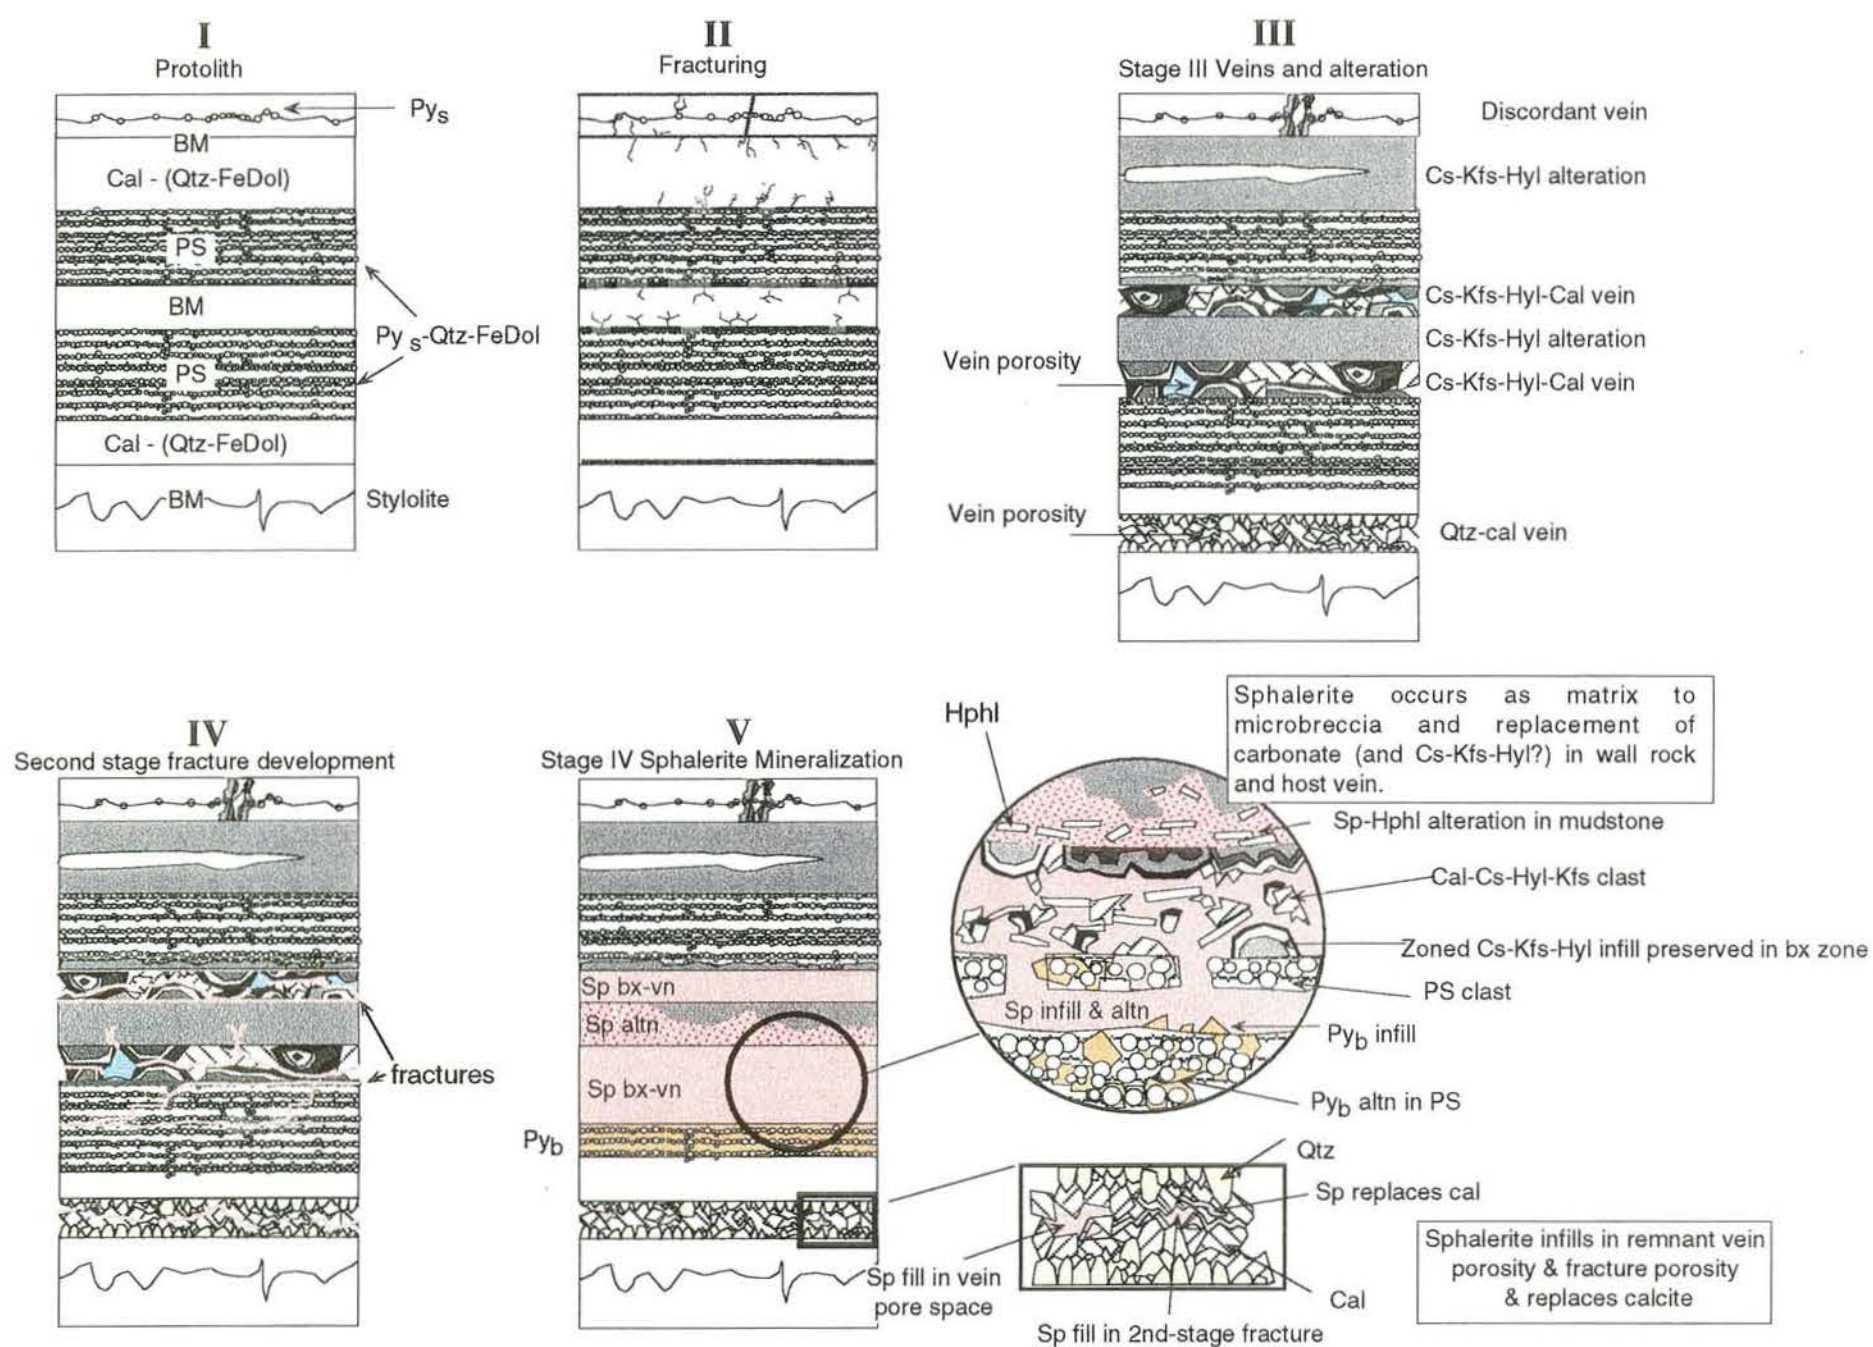 I
Protolith
Pys
BM
Cal - (Qtz-FeDol)
PS
BM
Py s-Qtz-FeDol
PS
Cal - (Qtz-FeDol)
BM
Stylolite
II
Fracturing
III
Stage III Veins and alteration
Discordant vein
Cs-Kfs-Hyl alteration
Cs-Kfs-Hyl-Cal vein
Cs-Kfs-Hyl alteration
Vein porosity
Cs-Kfs-Hyl-Cal vein
Vein porosity
Qtz-cal vein
IV
Second stage fracture development
fractures
V
Stage IV Sphalerite Mineralization
Sp bx-vn
Sp altn
Sp bx-vn
Pyb
Hphl
Sphalerite occurs as matrix to
microbreccia and replacement of
carbonate (and Cs-Kfs-Hyl?) in wall rock
and host vein.
Sp-Hphl alteration in mudstone
Cal-Cs-Hyl-Kfs clast
Zoned Cs-Kfs-Hyl infill preserved in bx zone
PS clast
Sp infill & altn
Pyb infill
Pyb altn in PS
Qtz
Sp replaces cal
Sp fill in vein
pore space
Cal
Sp fill in 2nd-stage fracture
Sphalerite infills in remnant vein
porosity & fracture porosity
& replaces calcite